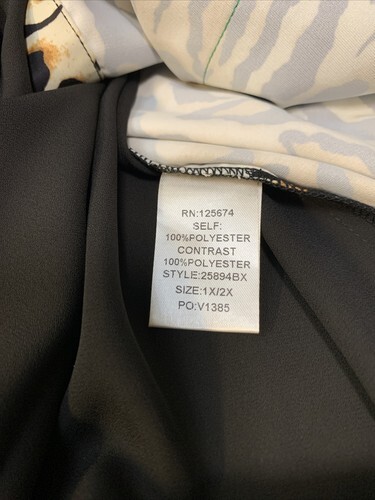 RN:125674
SELF:
100%POLYESTER
CONTRAST
100%POLYESTER
STYLE:25894BX
SIZE:1X/2X
PO:V1385